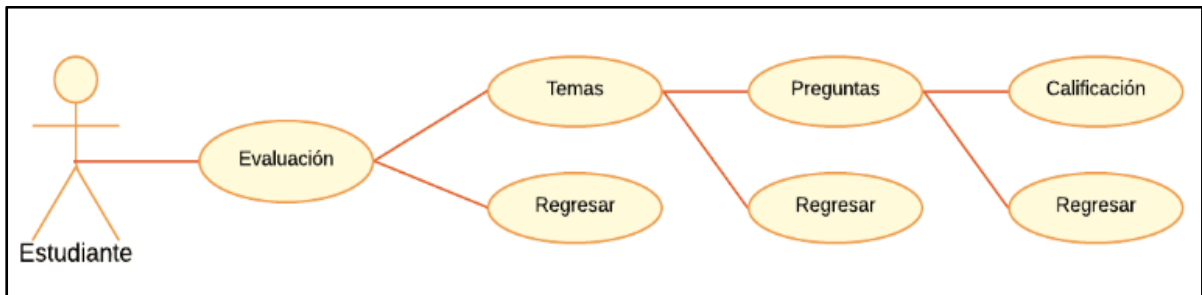 Temas
Preguntas
Calificación
Evaluación
Regresar
Regresar
Regresar
Estudiante